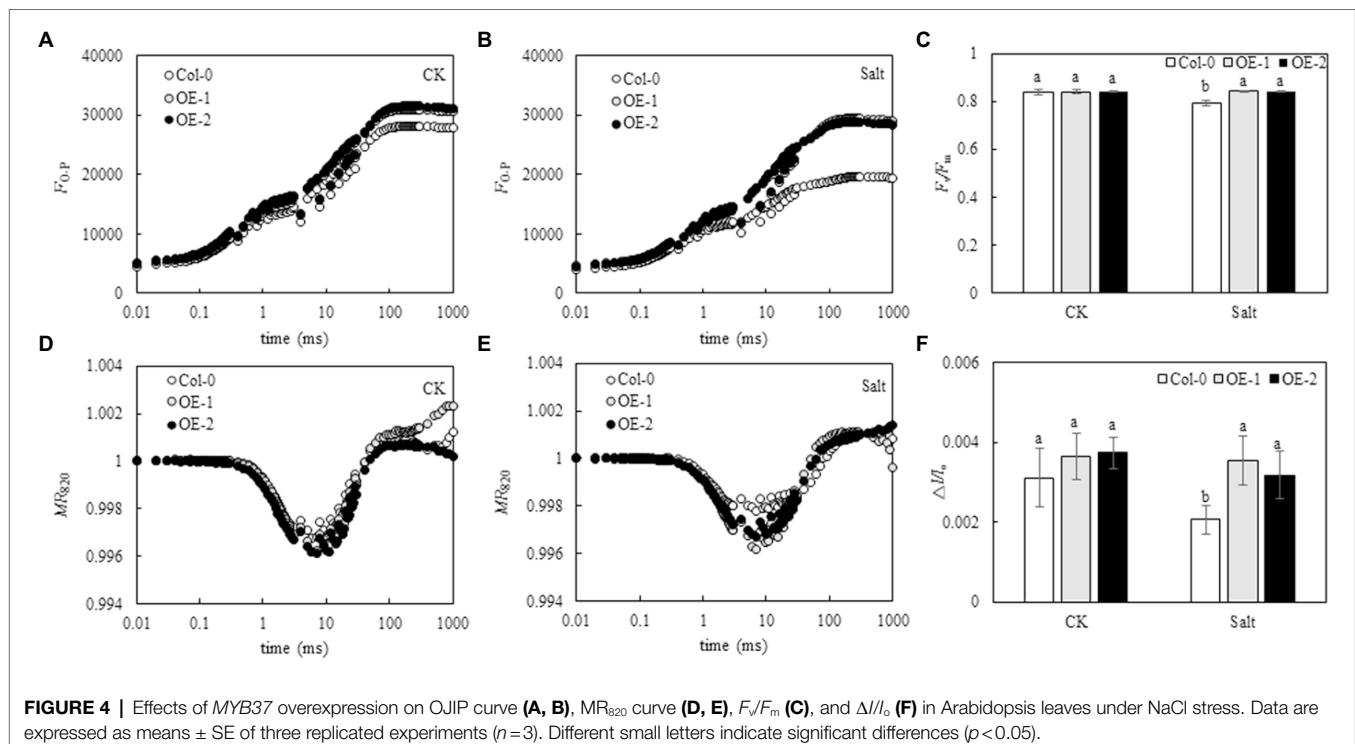 A
40000
30000
20000
10000
0
F_O-P
Col-0
OE-1
OE-2
CK
0.01 0.1 1 10 100 1000
time (ms)
B
40000
30000
20000
10000
0
F_O-P
Col-0
OE-1
OE-2
Salt
0.01 0.1 1 10 100 1000
time (ms)
C
1
0.8
0.6
0.4
0.2
0
Fv/Fm
Col-0 OE-1 OE-2
a a a b a a
CK Salt
D
1.004
1.002
1
0.998
0.996
0.994
MR820
Col-0
OE-1
OE-2
CK
0.01 0.1 1 10 100 1000
time (ms)
E
1.004
1.002
1
0.998
0.996
0.994
MR820
Col-0
OE-1
OE-2
Salt
0.01 0.1 1 10 100 1000
time (ms)
F
0.006
0.004
0.002
0
△I/Io
Col-0 OE-1 OE-2
a a a b a a
CK Salt
FIGURE 4 | Effects of MYB37 overexpression on OJIP curve (A, B), MR820 curve (D, E), Fv/Fm (C), and ΔI/Io (F) in Arabidopsis leaves under NaCl stress. Data are
expressed as means ± SE of three replicated experiments (n=3). Different small letters indicate significant differences (p<0.05).